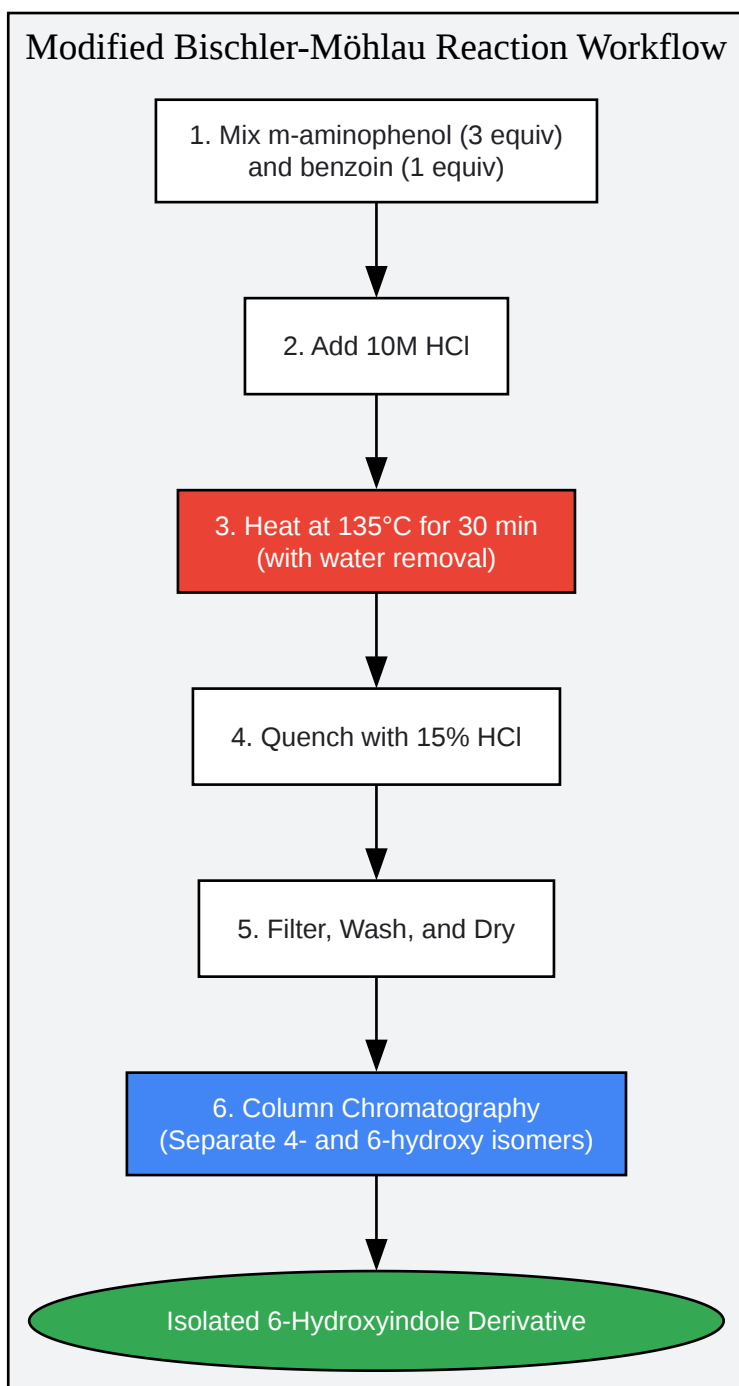 Modified Bischler-Möhlau Reaction Workflow
1. Mix m-aminophenol (3 equiv)
and benzoin (1 equiv)
2. Add 10M HCl
3. Heat at 135°C for 30 min
(with water removal)
4. Quench with 15% HCl
5. Filter, Wash, and Dry
6. Column Chromatography
(Separate 4- and 6-hydroxy isomers)
Isolated 6-Hydroxyindole Derivative